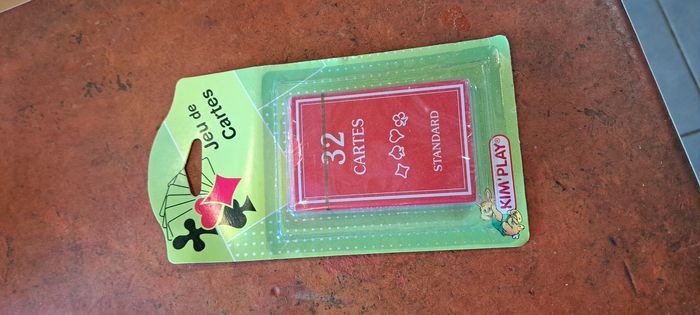 Jeu de
Cartes
32
CARTES
STANDARD
KIM'PLAY®